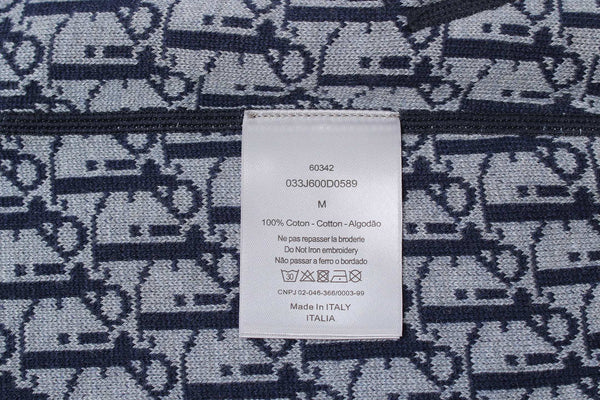 60342
033J600D0589
M
100% Coton - Cotton - Algodão
Ne pas repasser la broderie
Do Not Iron embroidery
Não passar a ferro o bordado
30
CNPJ 02-046-366/0003-99
Made in ITALY
ITALIA